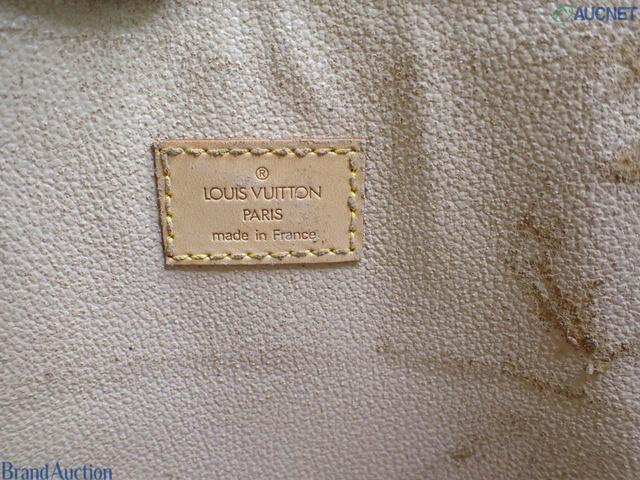 AUCNET
®
LOUIS VUITTON
PARIS
made in France
Brand Auction